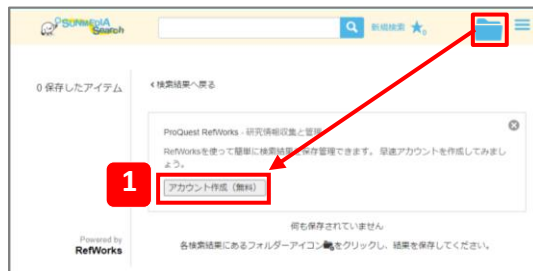 SUNMEDIA
Search
新規検索 0
0 保存したアイテム
<検索結果へ戻る
ProQuest RefWorks - 研究情報収集と管理
RefWorksを使って簡単に検索結果を保存管理できます。 早速アカウントを作成してみまし
ょう。
1
アカウント作成（無料）
何も保存されていません
各検索結果にあるフォルダーアイコンをクリックし、結果を保存してください。
Powered by
RefWorks